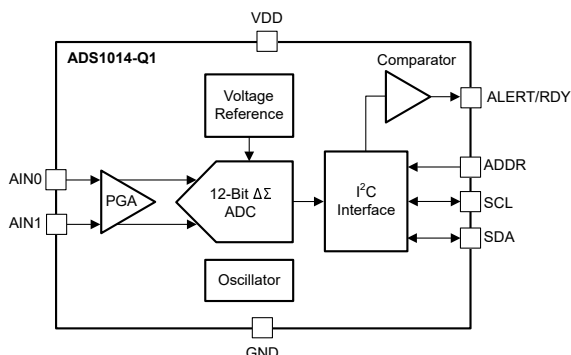 VDD
ADS1014-Q1
Comparator
Voltage
Reference
ALERT/RDY
ADDR
AIN0
PGA
12-Bit ΔΣ
ADC
I²C
Interface
SCL
AIN1
SDA
Oscillator
GND